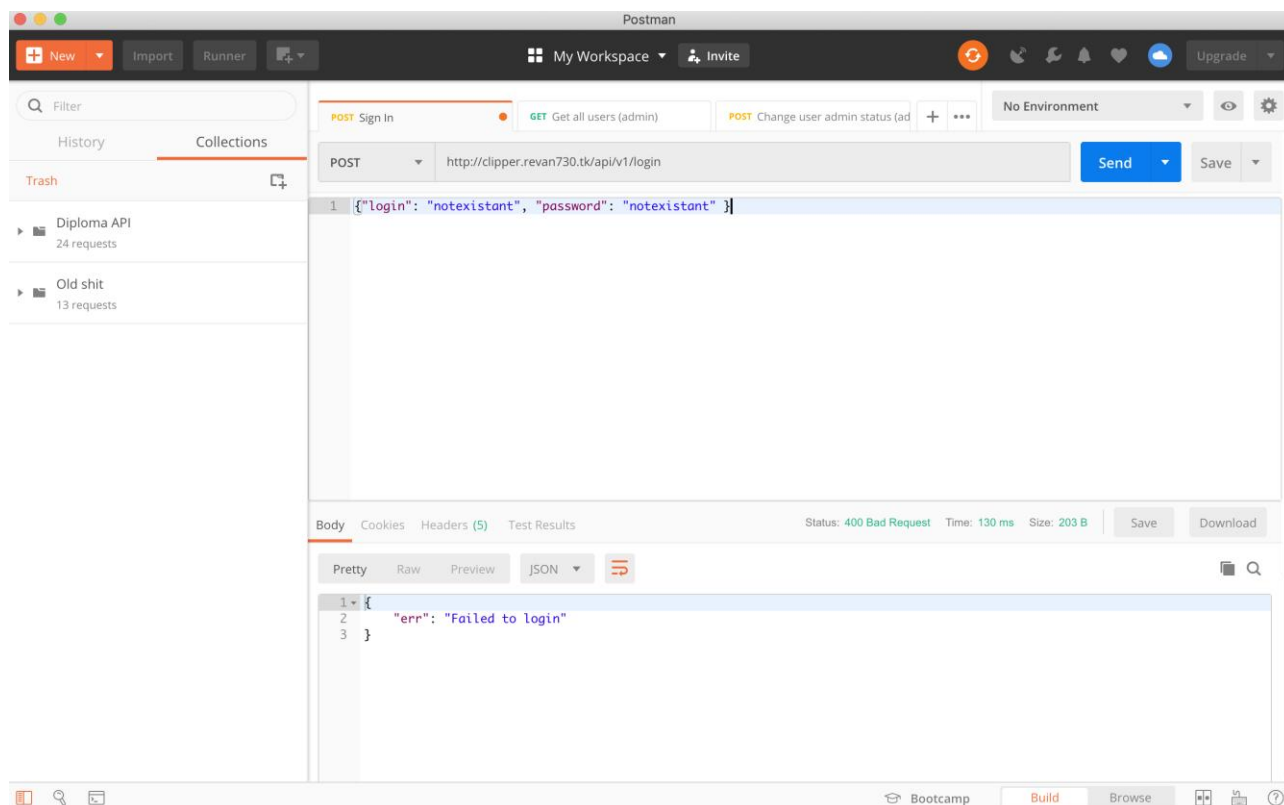 Postman
New Import Runner My Workspace Invite Upgrade
Filter
History Collections
Trash
Diploma API
24 requests
Old shit
13 requests
POST Sign In GET Get all users (admin) POST Change user admin status (ad + ••• No Environment
POST http://clipper.revan730.tk/api/v1/login Send Save
1 {"login": "notexistant", "password": "notexistant" }
Body Cookies Headers (5) Test Results Status: 400 Bad Request Time: 130 ms Size: 203 B Save Download
Pretty Raw Preview JSON
1 {
2 "err": "Failed to login"
3 }
Bootcamp Build Browse